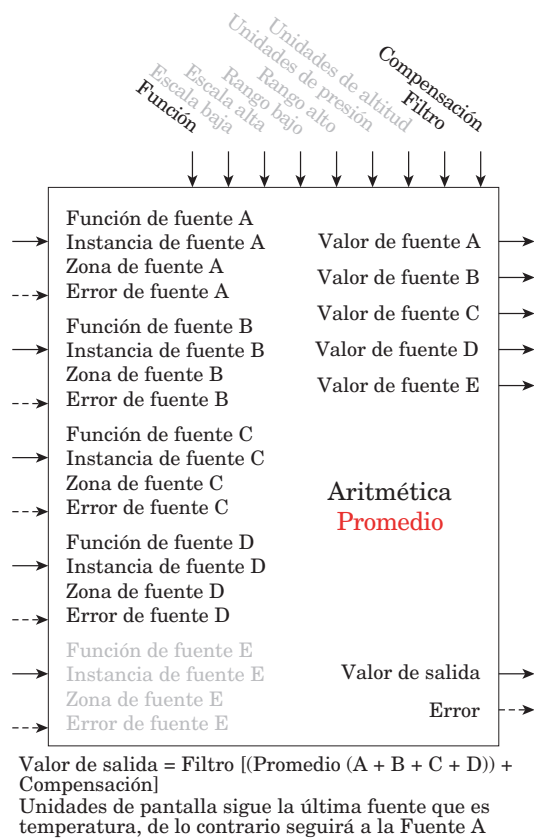 Función
Escala baja
Escala alta
Rango bajo
Rango alto
Unidades de presión
Unidades de altitud
Filtro
Compensación
Función de fuente A
Instancia de fuente A
Zona de fuente A
Error de fuente A
Función de fuente B
Instancia de fuente B
Zona de fuente B
Error de fuente B
Función de fuente C
Instancia de fuente C
Zona de fuente C
Error de fuente C
Función de fuente D
Instancia de fuente D
Zona de fuente D
Error de fuente D
Función de fuente E
Instancia de fuente E
Zona de fuente E
Error de fuente E
Valor de fuente A
Valor de fuente B
Valor de fuente C
Valor de fuente D
Valor de fuente E
Aritmética
Promedio
Valor de salida
Error
Valor de salida = Filtro [(Promedio (A + B + C + D)) +
Compensación]
Unidades de pantalla sigue la última fuente que es
temperatura, de lo contrario seguirá a la Fuente A